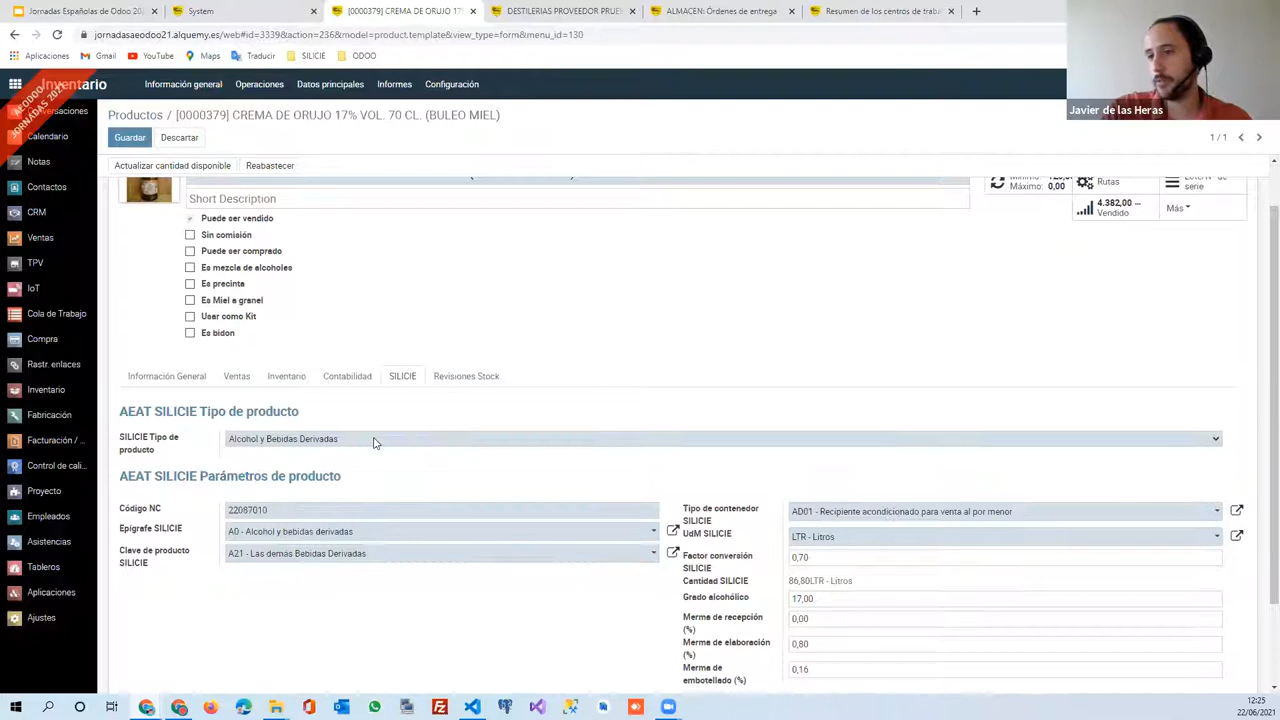 Jornadas Españolas de Odoo 20
System
[0000379] CREMA DE ORUJO 17%
DESTILERIAS PROVEEDOR PRUE
ALMACEN: Órdenes de entrega
Resumen de los centros de traba
jornadasaeodoo21.alquemy.es/web#id=3339&action=236&model=product.template&view_type=form&menu_id=130
Aplicaciones
Gmail
YouTube
Maps
Traducir
SILICIE
ODOO
AEODOO
JORNADAS 202
Inventario
Información general
Operaciones
Datos principales
Informes
Configuración
Javier de las Heras
Conversaciones
Calendario
Notas
Contactos
CRM
Ventas
TPV
IoT
Cola de Trabajo
Compra
Rastr. enlaces
Inventario
Fabricación
Facturación / ...
Control de cali...
Proyecto
Empleados
Asistencias
Tableros
Aplicaciones
Ajustes
Productos / [0000379] CREMA DE ORUJO 17% VOL. 70 CL. (BULBO MIEL)
Guardar
Descartar
1 / 1
Actualizar cantidad disponible
Reabastecer
Máximo: 0,00
Rutas
serie
4.382,00 --
Vendido
Más
Short Description
Puede ser vendido
Sin comisión
Puede ser comprado
Es mezcla de alcoholes
Es precinta
Es Miel a granel
Usar como Kit
Es bidon
Información General
Ventas
Inventario
Contabilidad
SILICIE
Revisiones Stock
AEAT SILICIE Tipo de producto
SILICIE Tipo de producto
Alcohol y Bebidas Derivadas
AEAT SILICIE Parámetros de producto
Código NC
22087010
Epígrafe SILICIE
A0 - Alcohol y bebidas derivadas
Clave de producto SILICIE
A21 - Las demas Bebidas Derivadas
Tipo de contenedor SILICIE
AD01 - Recipiente acondicionado para venta al por menor
UdM SILICIE
LTR - Litros
Factor conversión SILICIE
0,70
Cantidad SILICIE
86,80LTR - Litros
Grado alcohólico
17,00
Merma de recepción (%)
0,00
Merma de elaboración (%)
0,80
Merma de embotellado (%)
0,16
12:25
22/06/2021